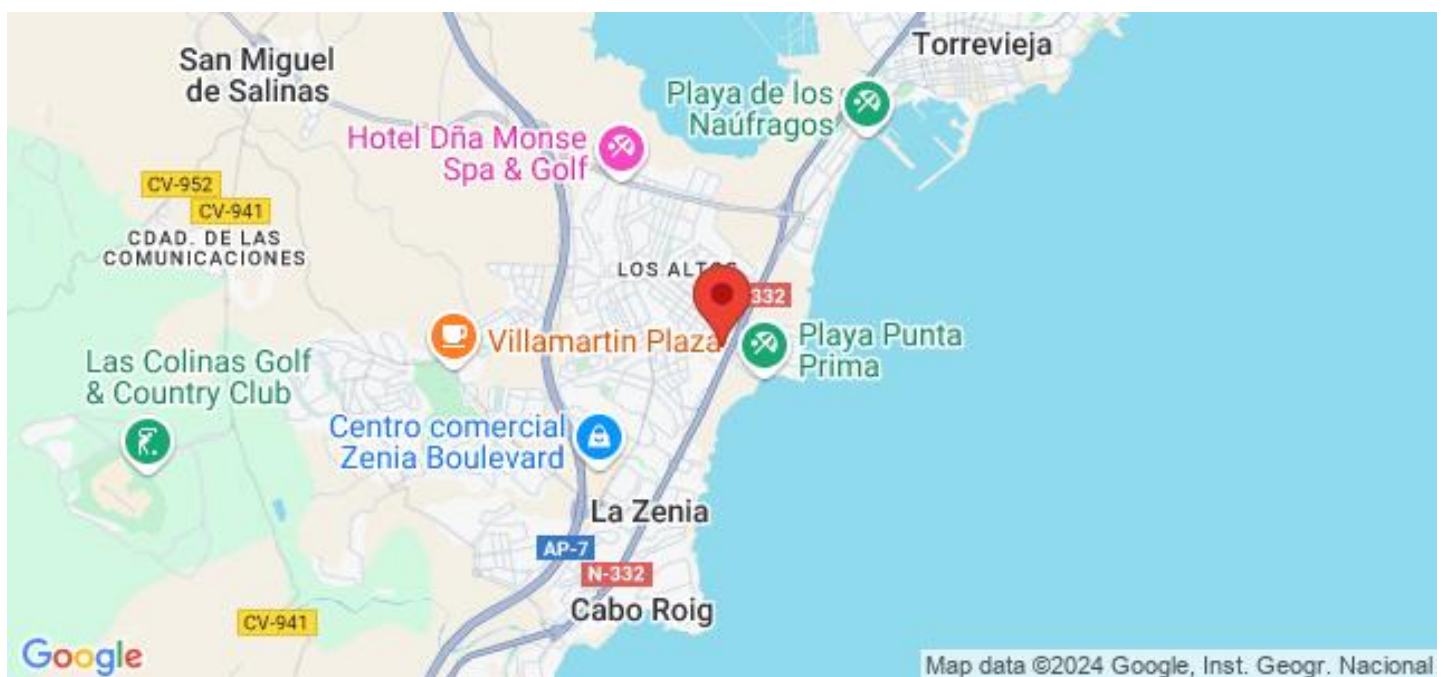 San Miguel
de Salinas
Torrevieja
Playa de los
Naúfragos
Hotel Dña Monse
Spa & Golf
CV-952
CV-941
CDAD. DE LAS
COMUNICACIONES
LOS ALTOS
332
Villamartin Plaza
Playa Punta
Prima
Las Colinas Golf
& Country Club
Centro comercial
Zenia Boulevard
La Zenia
AP-7
N-332
Cabo Roig
CV-941
Google
Map data ©2024 Google, Inst. Geogr. Nacional